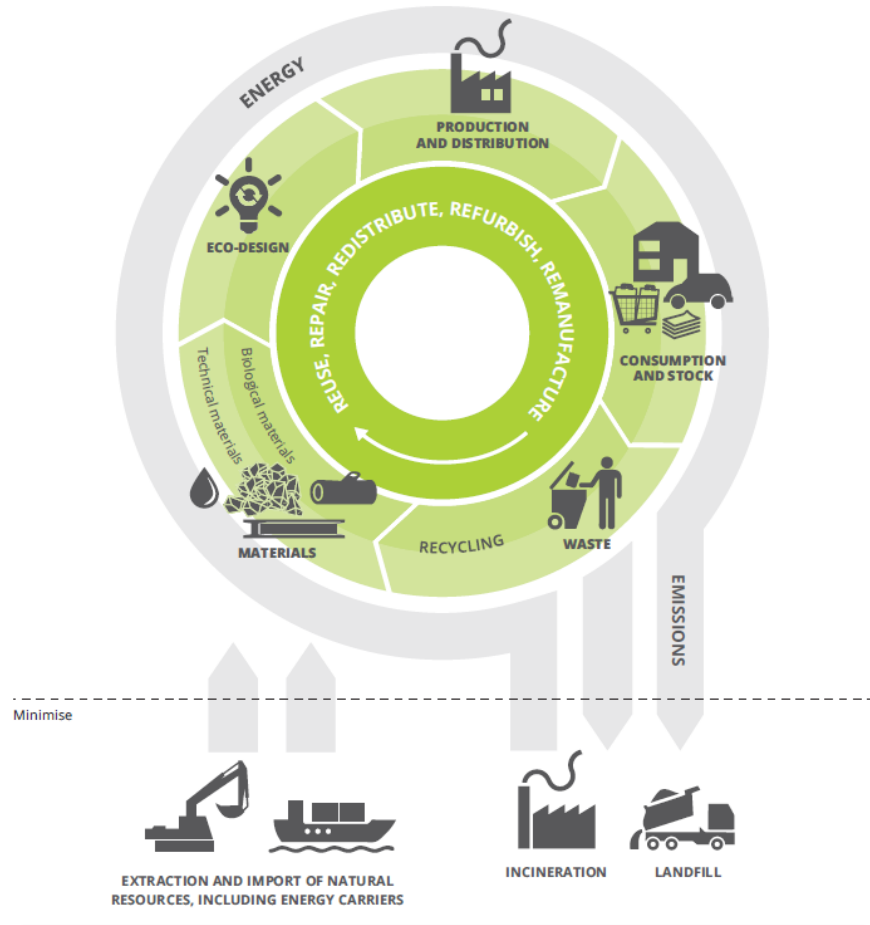 ENERGY
PRODUCTION
AND DISTRIBUTION
ECO-DESIGN
REUSE, REPAIR, REDISTRIBUTE, REFURBISH, REMANUFACTURE
CONSUMPTION
AND STOCK
Technical materials
Biological materials
MATERIALS
RECYCLING
WASTE
EMISSIONS
Minimise
EXTRACTION AND IMPORT OF NATURAL
RESOURCES, INCLUDING ENERGY CARRIERS
INCINERATION
LANDFILL